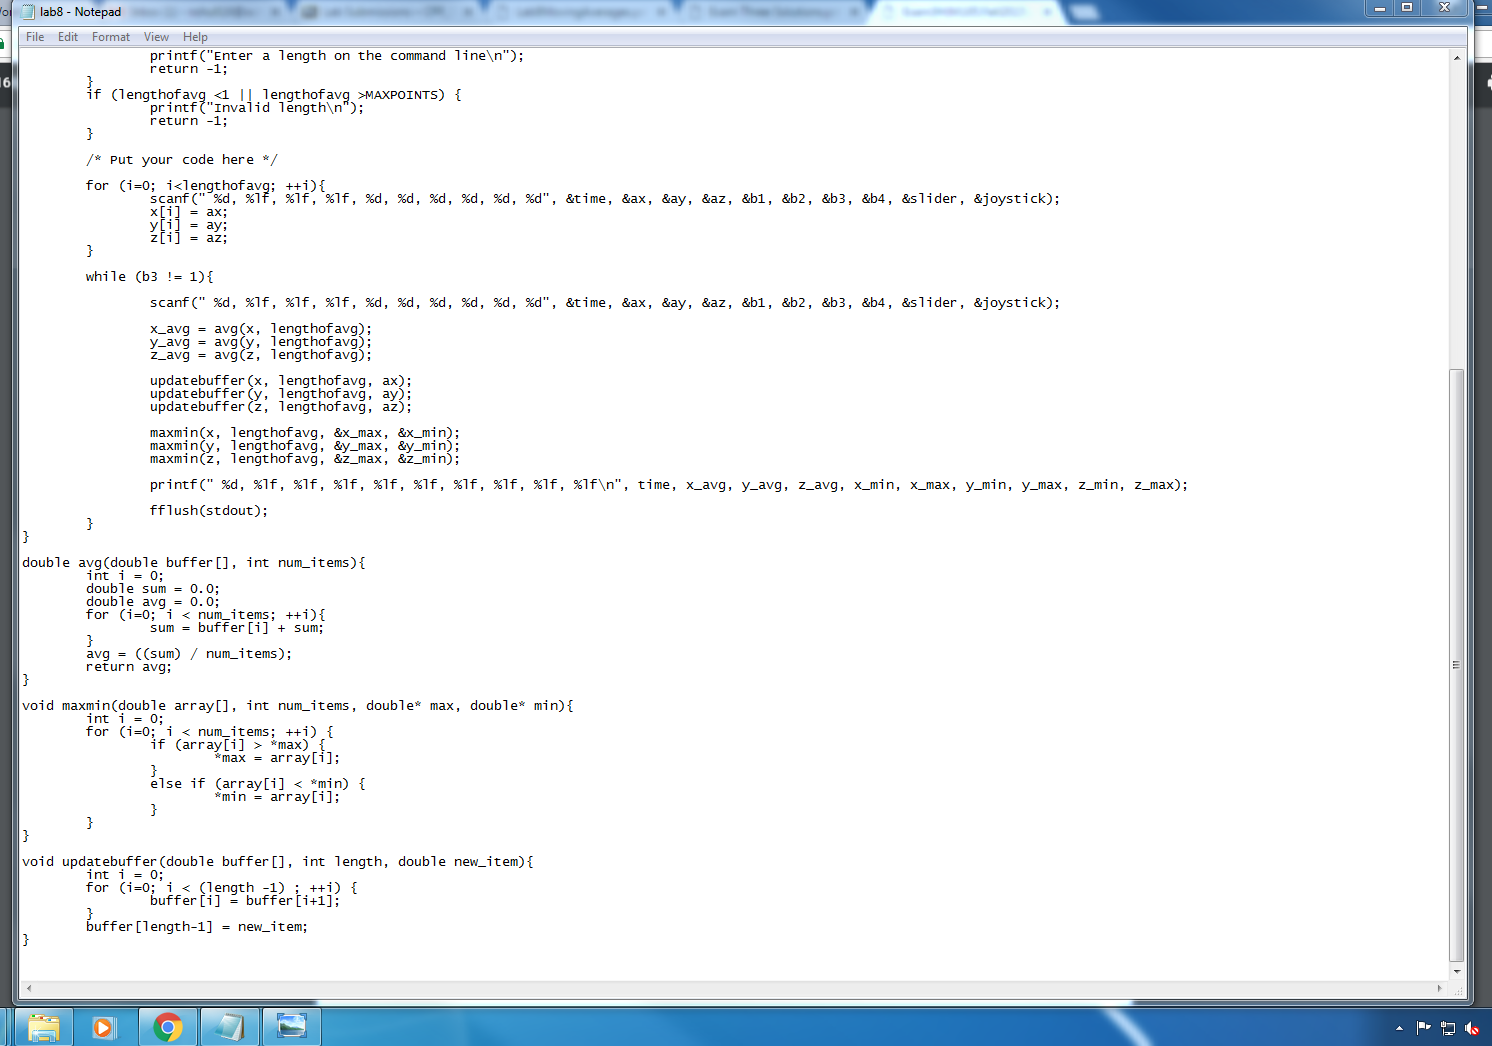 lab8 - Notepad
File Edit Format View Help
printf("Enter a length on the command line\n");
return -1;
}
if (lengthofavg <1 || lengthofavg >MAXPOINTS) {
printf("Invalid length\n");
return -1;
}
/* Put your code here */
for (i=0; i<lengthofavg; ++i){
scanf(" %d, %lf, %lf, %lf, %d, %d, %d, %d, %d, %d", &time, &ax, &ay, &az, &b1, &b2, &b3, &b4, &slider, &joystick);
x[i] = ax;
y[i] = ay;
z[i] = az;
}
while (b3 != 1){
scanf(" %d, %lf, %lf, %lf, %d, %d, %d, %d, %d, %d", &time, &ax, &ay, &az, &b1, &b2, &b3, &b4, &slider, &joystick);
x_avg = avg(x, lengthofavg);
y_avg = avg(y, lengthofavg);
z_avg = avg(z, lengthofavg);
updatebuffer(x, lengthofavg, ax);
updatebuffer(y, lengthofavg, ay);
updatebuffer(z, lengthofavg, az);
maxmin(x, lengthofavg, &x_max, &x_min);
maxmin(y, lengthofavg, &y_max, &y_min);
maxmin(z, lengthofavg, &z_max, &z_min);
printf(" %d, %lf, %lf, %lf, %lf, %lf, %lf, %lf, %lf, %lf\n", time, x_avg, y_avg, z_avg, x_min, x_max, y_min, y_max, z_min, z_max);
fflush(stdout);
}
}
double avg(double buffer[], int num_items){
int i = 0;
double sum = 0.0;
double avg = 0.0;
for (i=0; i < num_items; ++i){
sum = buffer[i] + sum;
}
avg = ((sum) / num_items);
return avg;
}
void maxmin(double array[], int num_items, double* max, double* min){
int i = 0;
for (i=0; i < num_items; ++i) {
if (array[i] > *max) {
*max = array[i];
}
else if (array[i] < *min) {
*min = array[i];
}
}
}
void updatebuffer(double buffer[], int length, double new_item){
int i = 0;
for (i=0; i < (length -1) ; ++i) {
buffer[i] = buffer[i+1];
}
buffer[length-1] = new_item;
}